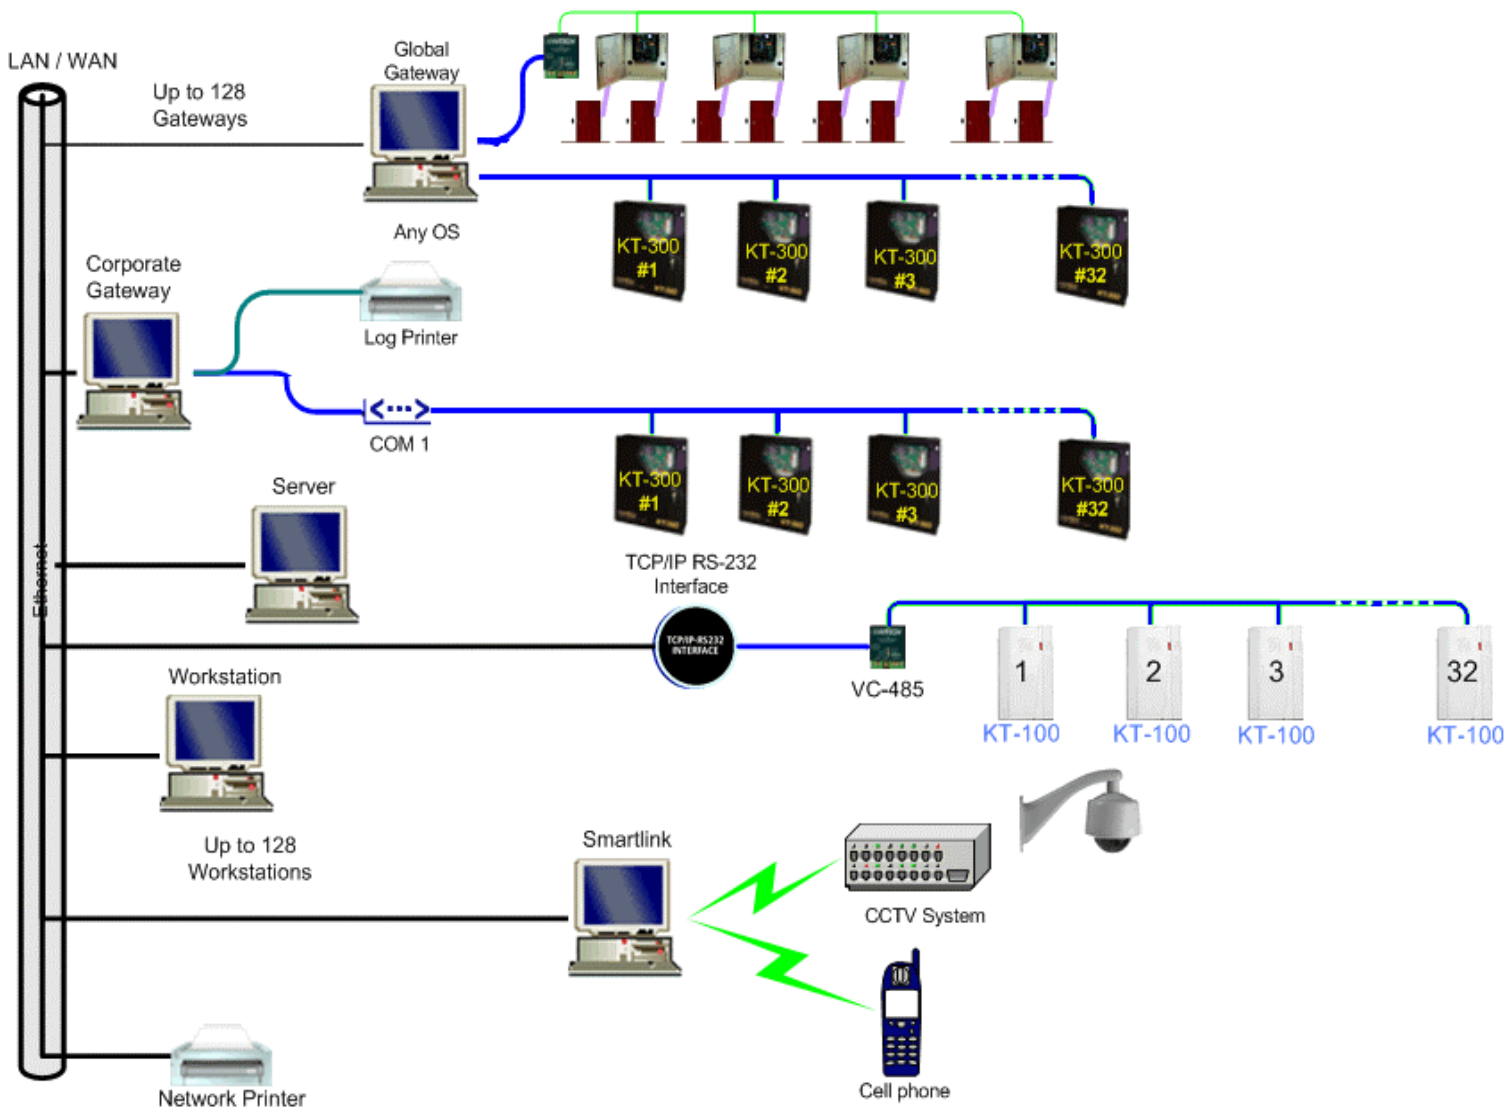 LAN / WAN
Up to 128
Gateways
Global
Gateway
Any OS
KT-300
#1
KT-300
#2
KT-300
#3
KT-300
#32
Corporate
Gateway
Log Printer
COM 1
KT-300
#1
KT-300
#2
KT-300
#3
KT-300
#32
Server
TCP/IP RS-232
Interface
Ethernet
TCP/IP-RS232
INTERFACE
VC-485
1
KT-100
2
KT-100
3
KT-100
32
KT-100
Workstation
Up to 128
Workstations
Smartlink
CCTV System
Cell phone
Network Printer